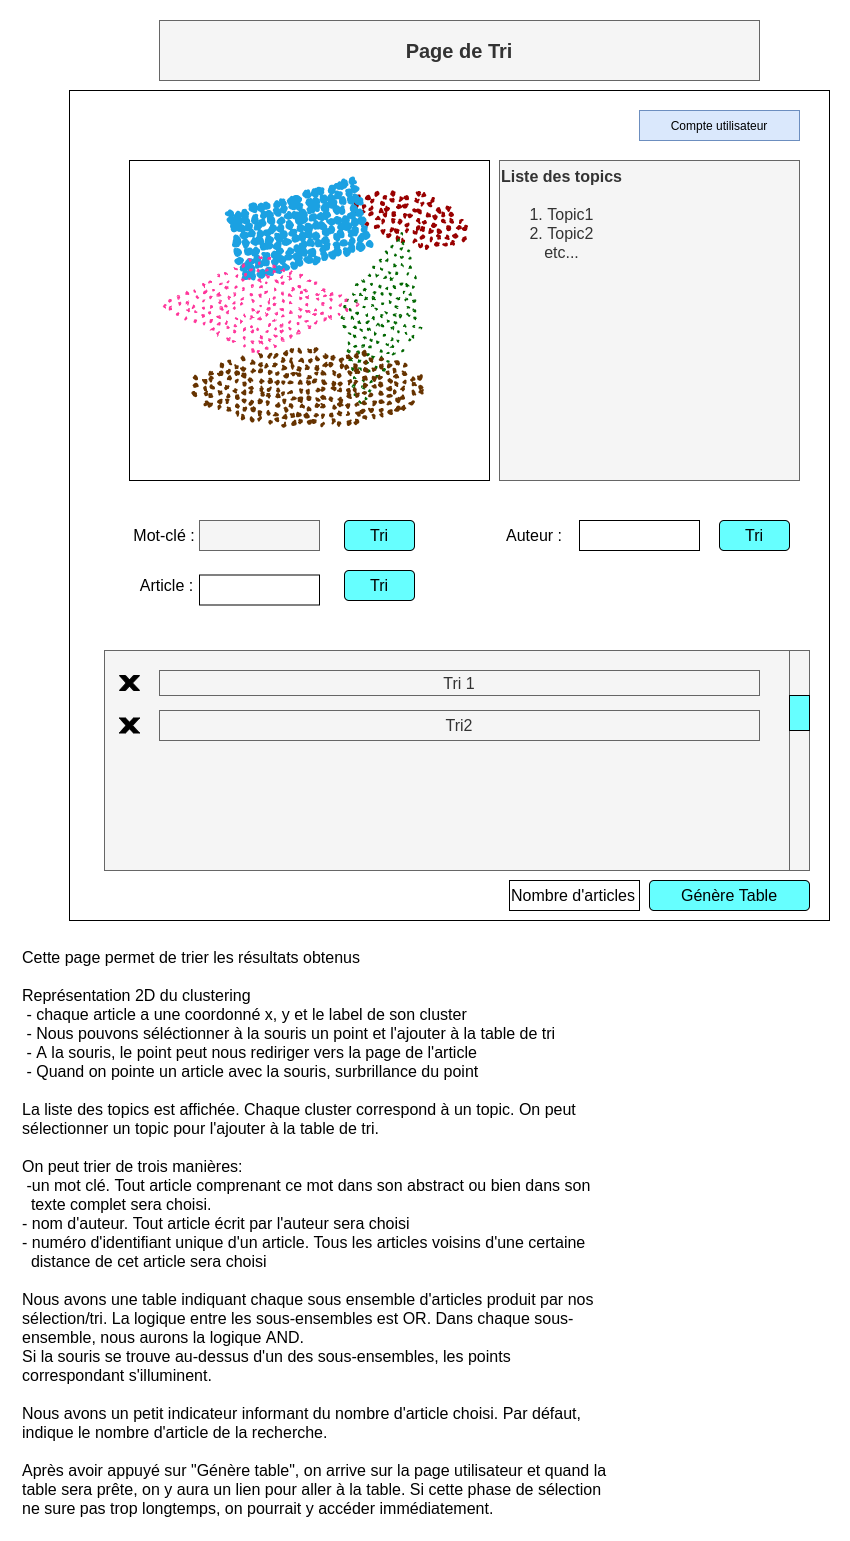 Page de Tri
Compte utilisateur
Liste des topics
1. Topic1
2. Topic2
etc...
Mot-clé :
Tri
Auteur :
Tri
Article :
Tri
Tri 1
Tri2
Nombre d'articles
Génère Table
Cette page permet de trier les résultats obtenus
Représentation 2D du clustering
- chaque article a une coordonné x, y et le label de son cluster
- Nous pouvons séléctionner à la souris un point et l'ajouter à la table de tri
- A la souris, le point peut nous rediriger vers la page de l'article
- Quand on pointe un article avec la souris, surbrillance du point
La liste des topics est affichée. Chaque cluster correspond à un topic. On peut
sélectionner un topic pour l'ajouter à la table de tri.
On peut trier de trois manières:
-un mot clé. Tout article comprenant ce mot dans son abstract ou bien dans son
texte complet sera choisi.
- nom d'auteur. Tout article écrit par l'auteur sera choisi
- numéro d'identifiant unique d'un article. Tous les articles voisins d'une certaine
distance de cet article sera choisi
Nous avons une table indiquant chaque sous ensemble d'articles produit par nos
sélection/tri. La logique entre les sous-ensembles est OR. Dans chaque sous-
ensemble, nous aurons la logique AND.
Si la souris se trouve au-dessus d'un des sous-ensembles, les points
correspondant s'illuminent.
Nous avons un petit indicateur informant du nombre d'article choisi. Par défaut,
indique le nombre d'article de la recherche.
Après avoir appuyé sur "Génère table", on arrive sur la page utilisateur et quand la
table sera prête, on y aura un lien pour aller à la table. Si cette phase de sélection
ne sure pas trop longtemps, on pourrait y accéder immédiatement.